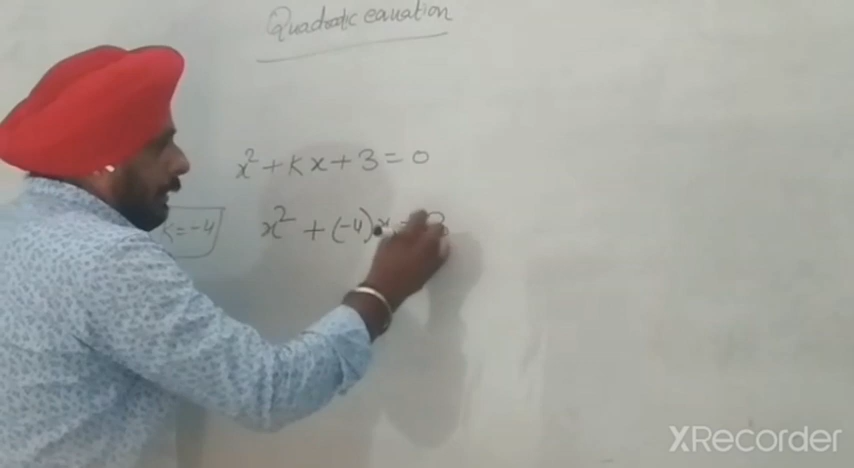 Quadratic equation
x² + Kx + 3 = 0
K = -4
x² + (-4)x
XRecorder